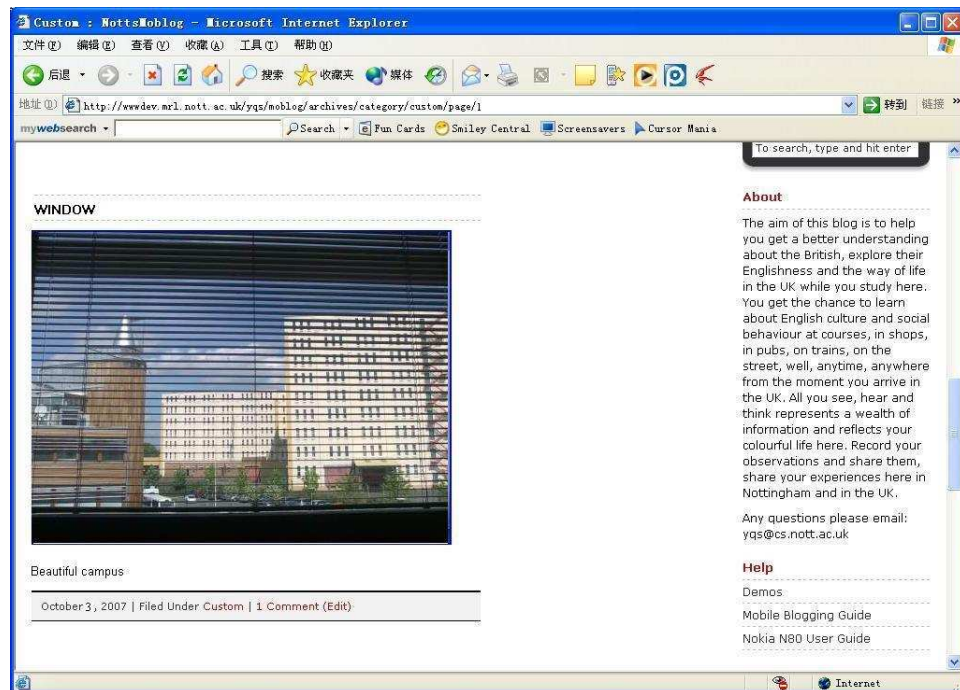 Custom : NottsMoblog - Microsoft Internet Explorer
文件(F) 编辑(E) 查看(V) 收藏(A) 工具(T) 帮助(H)
后退 搜索 收藏夹 媒体
地址(D) http://wwwdev.mrl.nott.ac.uk/yqs/moblog/archives/category/custom/page/1 转到 链接 »
mywebsearch Search Fun Cards Smiley Central Screensavers Cursor Mania
To search, type and hit enter
WINDOW
Beautiful campus
October 3, 2007 | Filed Under Custom | 1 Comment (Edit)
About
The aim of this blog is to help
you get a better understanding
about the British, explore their
Englishness and the way of life
in the UK while you study here.
You get the chance to learn
about English culture and social
behaviour at courses, in shops,
in pubs, on trains, on the
street, well, anytime, anywhere
from the moment you arrive in
the UK. All you see, hear and
think represents a wealth of
information and reflects your
colourful life here. Record your
observations and share them,
share your experiences here in
Nottingham and in the UK.
Any questions please email:
yqs@cs.nott.ac.uk
Help
Demos
Mobile Blogging Guide
Nokia N80 User Guide
Internet